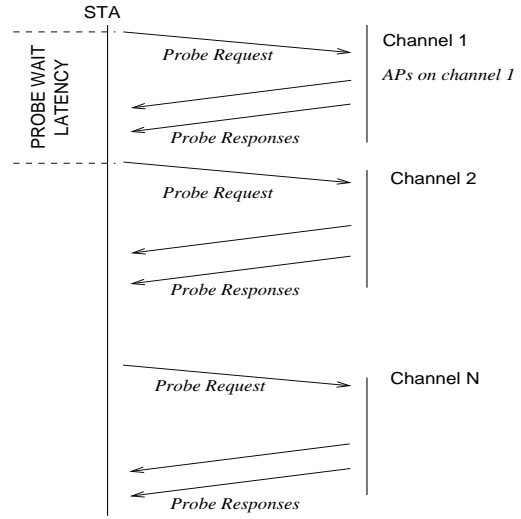 STA
Channel 1
Probe Request
APs on channel 1
PROBE WAIT
LATENCY
Probe Responses
Channel 2
Probe Request
Probe Responses
Channel N
Probe Request
Probe Responses